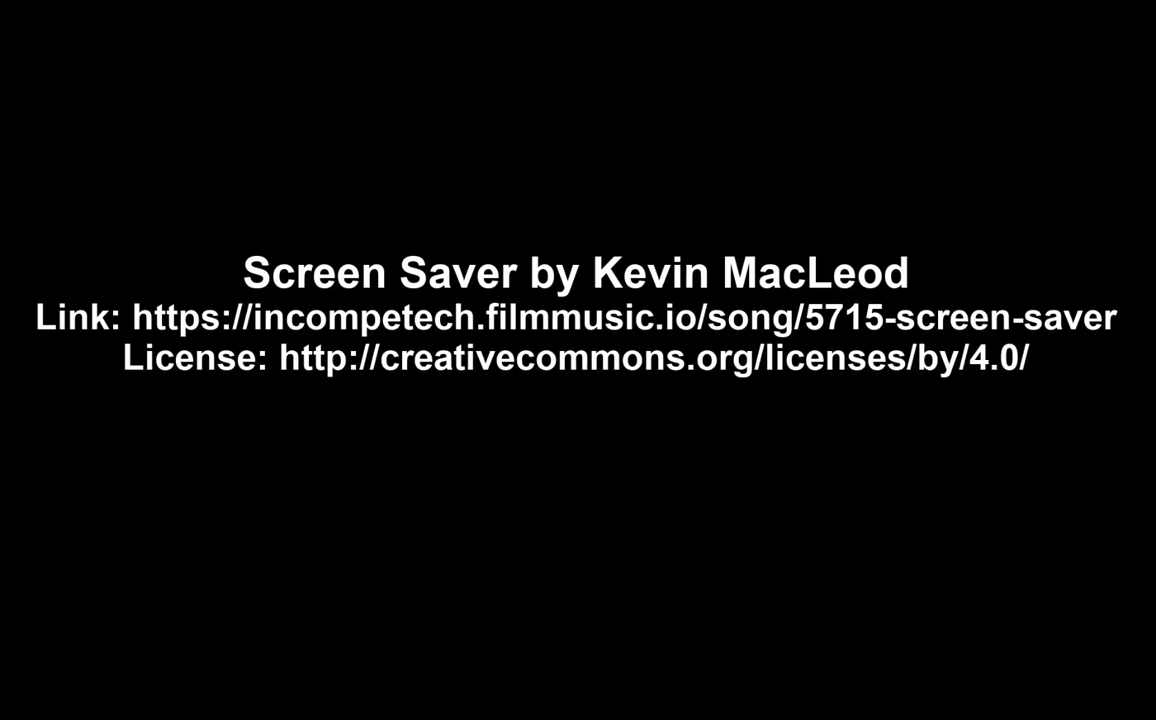 Screen Saver by Kevin MacLeod
Link: https://incompetech.filmmusic.io/song/5715-screen-saver
License: http://creativecommons.org/licenses/by/4.0/